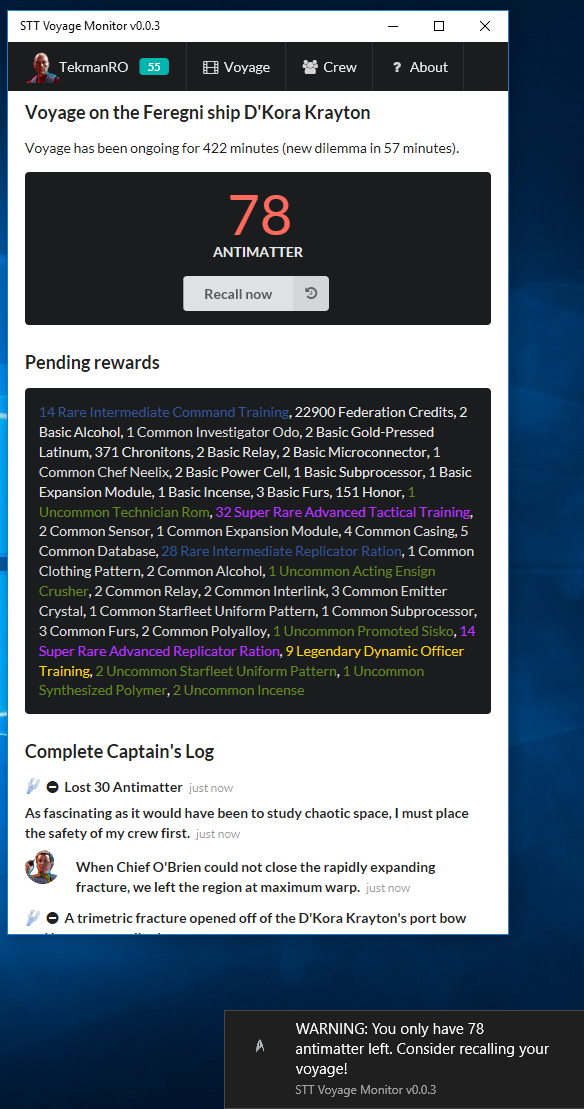 STT Voyage Monitor v0.0.3
TekmanRO 55 Voyage Crew ? About
Voyage on the Feregni ship D'Kora Krayton
Voyage has been ongoing for 422 minutes (new dilemma in 57 minutes).
78
ANTIMATTER
Recall now
Pending rewards
14 Rare Intermediate Command Training, 22900 Federation Credits, 2
Basic Alcohol, 1 Common Investigator Odo, 2 Basic Gold-Pressed
Latinum, 371 Chronitons, 2 Basic Relay, 2 Basic Microconnector, 1
Common Chef Neelix, 2 Basic Power Cell, 1 Basic Subprocessor, 1 Basic
Expansion Module, 1 Basic Incense, 3 Basic Furs, 151 Honor, 1
Uncommon Technician Rom, 32 Super Rare Advanced Tactical Training,
2 Common Sensor, 1 Common Expansion Module, 4 Common Casing, 5
Common Database, 28 Rare Intermediate Replicator Ration, 1 Common
Clothing Pattern, 2 Common Alcohol, 1 Uncommon Acting Ensign
Crusher, 2 Common Relay, 2 Common Interlink, 3 Common Emitter
Crystal, 1 Common Starfleet Uniform Pattern, 1 Common Subprocessor,
3 Common Furs, 2 Common Polyalloy, 1 Uncommon Promoted Sisko, 14
Super Rare Advanced Replicator Ration, 9 Legendary Dynamic Officer
Training, 2 Uncommon Starfleet Uniform Pattern, 1 Uncommon
Synthesized Polymer, 2 Uncommon Incense
Complete Captain's Log
Lost 30 Antimatter just now
As fascinating as it would have been to study chaotic space, I must place
the safety of my crew first. just now
When Chief O'Brien could not close the rapidly expanding
fracture, we left the region at maximum warp. just now
A trimetric fracture opened off of the D'Kora Krayton's port bow
WARNING: You only have 78
antimatter left. Consider recalling your
voyage!
STT Voyage Monitor v0.0.3